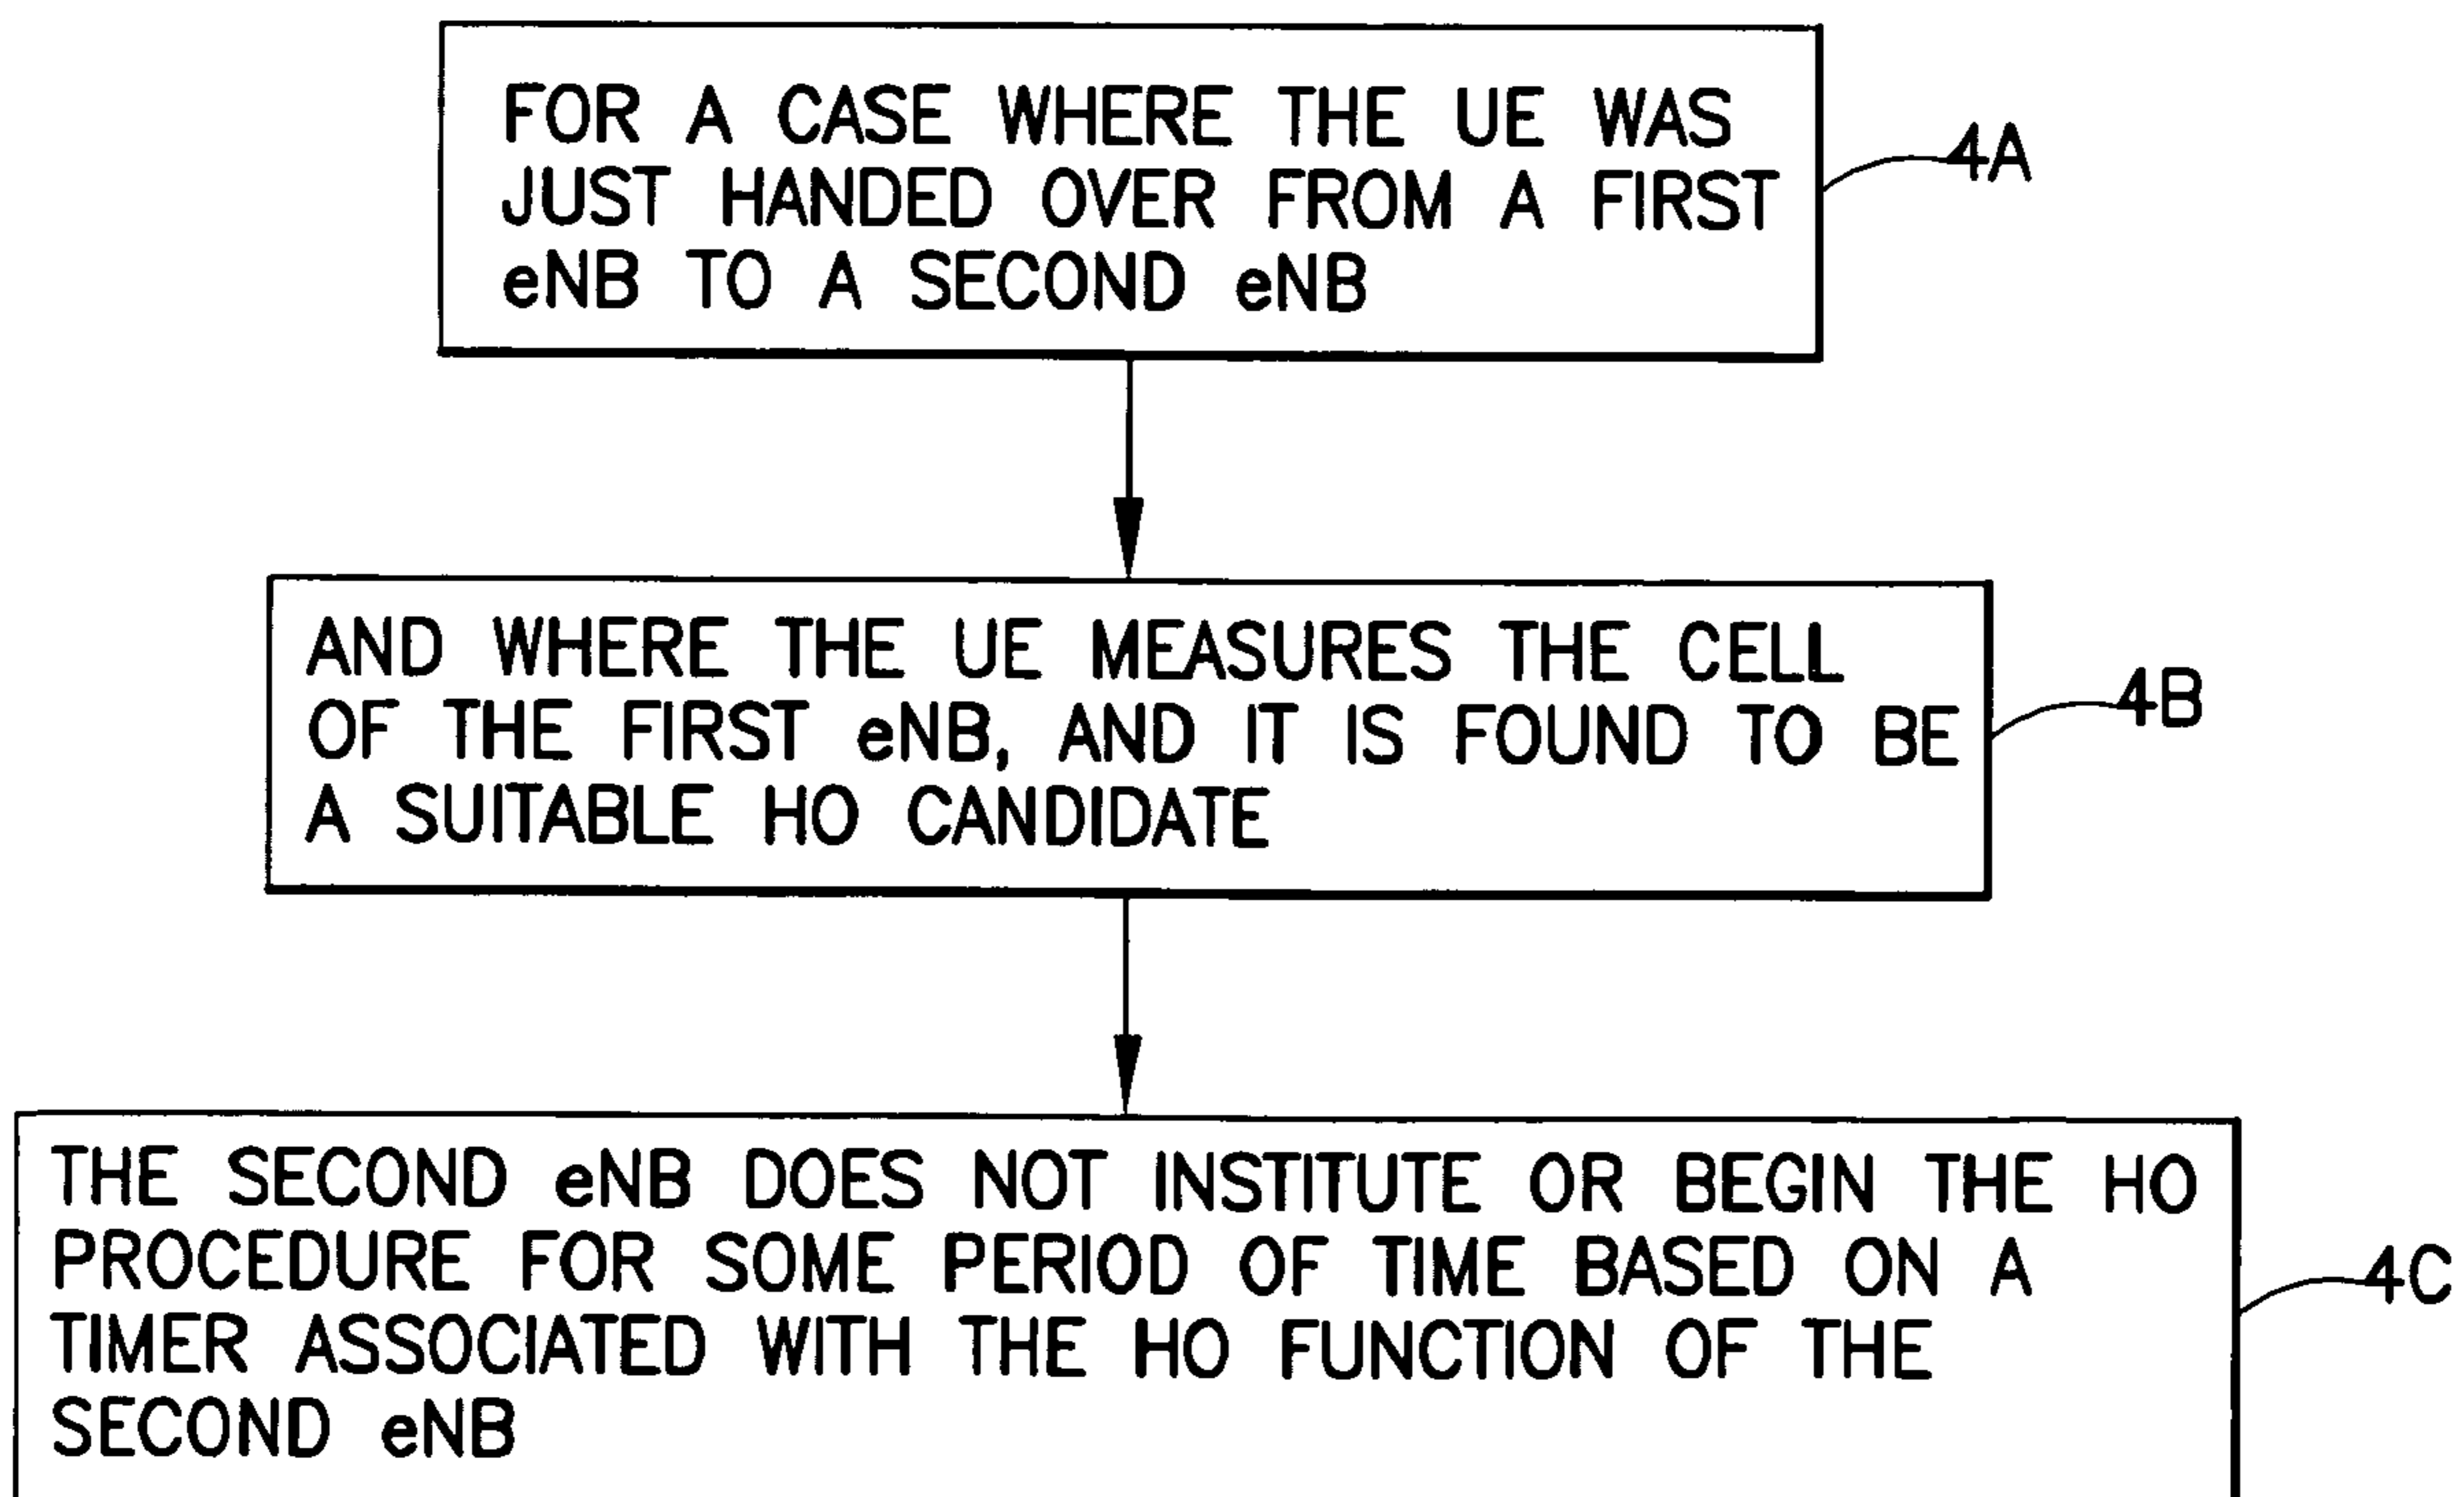 FOR A CASE WHERE THE UE WAS
JUST HANDED OVER FROM A FIRST
eNB TO A SECOND eNB
4A
AND WHERE THE UE MEASURES THE CELL
OF THE FIRST eNB, AND IT IS FOUND TO BE
A SUITABLE HO CANDIDATE
4B
THE SECOND eNB DOES NOT INSTITUTE OR BEGIN THE HO
PROCEDURE FOR SOME PERIOD OF TIME BASED ON A
TIMER ASSOCIATED WITH THE HO FUNCTION OF THE
SECOND eNB
4C